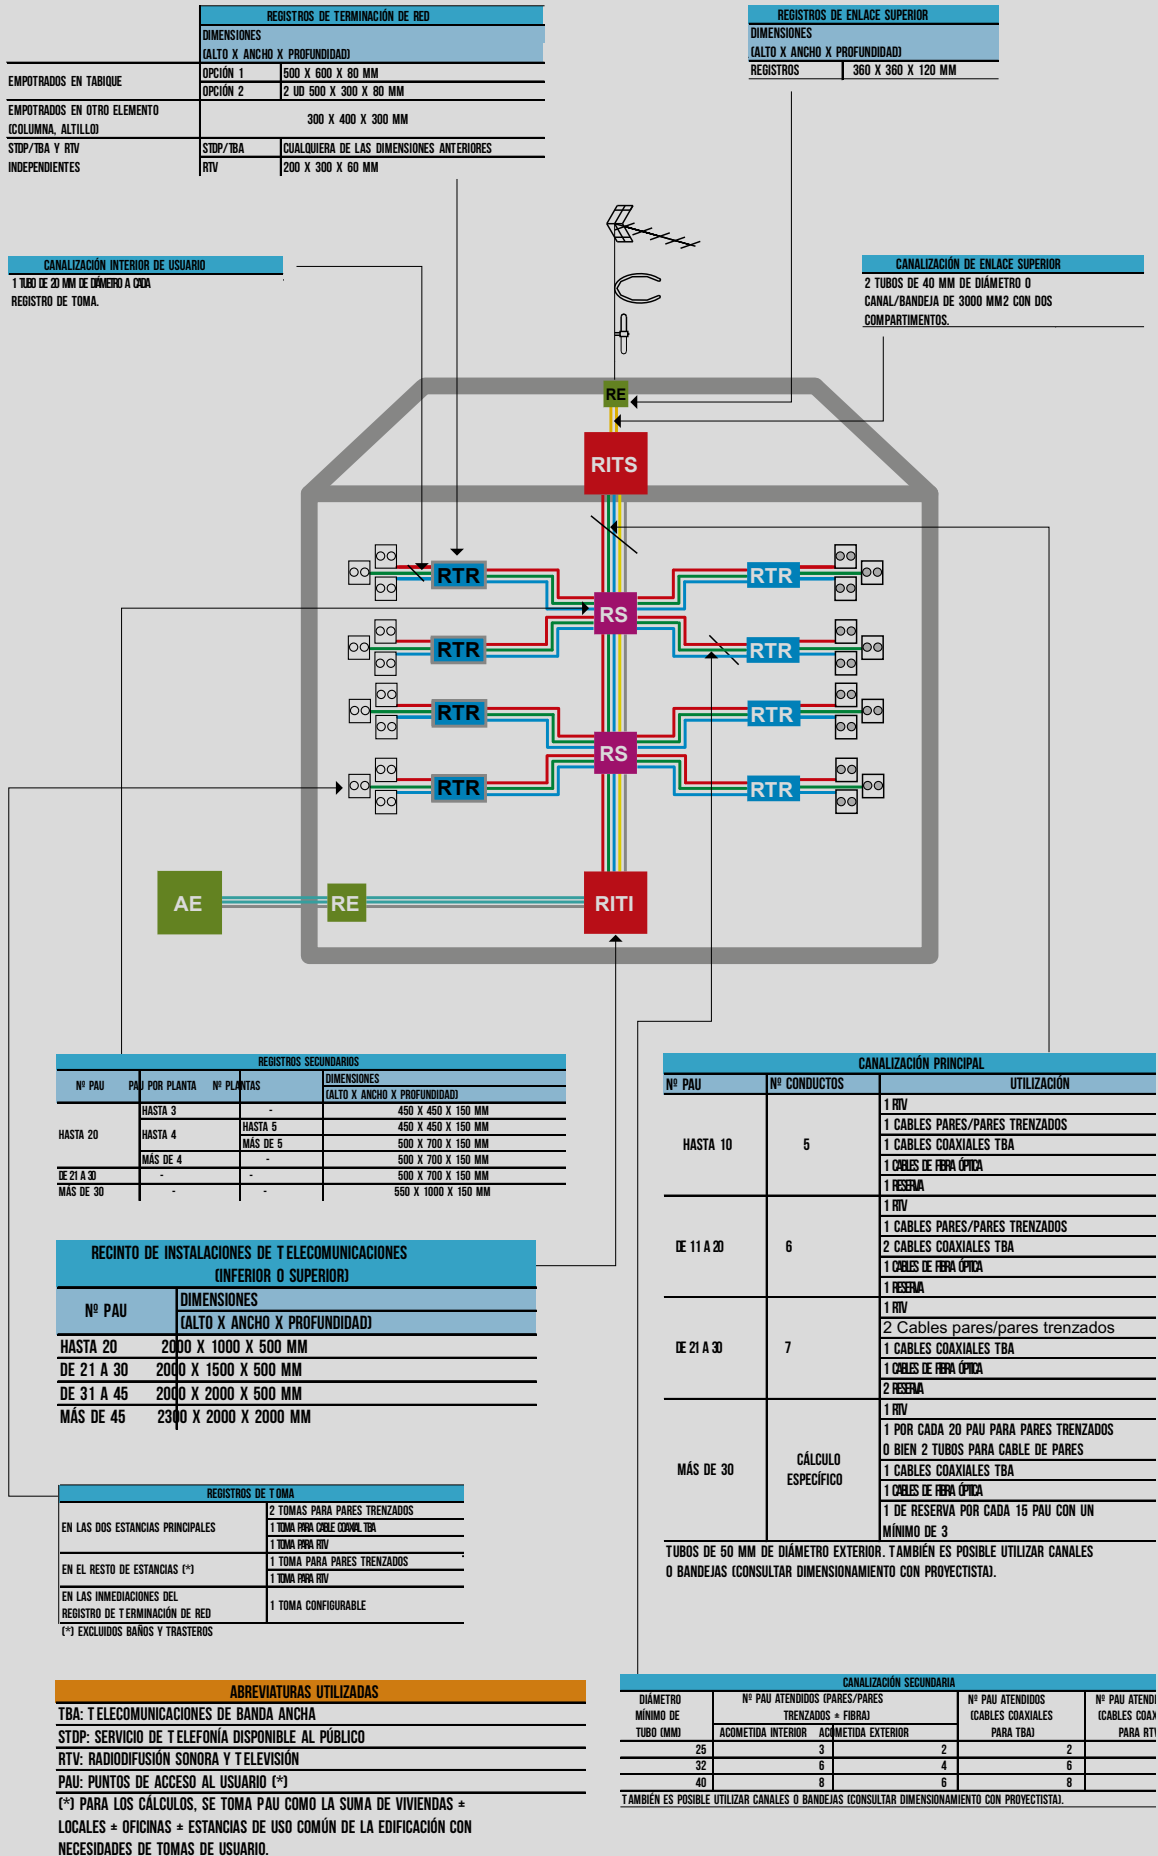 REGISTROS DE TERMINACIÓN DE RED
DIMENSIONES
(ALTO X ANCHO X PROFUNDIDAD)
EMPOTRADOS EN TABIQUE
OPCIÓN 1 500 X 600 X 80 MM
OPCIÓN 2 2 UD 500 X 300 X 80 MM
EMPOTRADOS EN OTRO ELEMENTO
(COLUMNA, ALTILLO)
300 X 400 X 300 MM
STDP/TBA Y RTV
INDEPENDIENTES
STDP/TBA CUALQUIERA DE LAS DIMENSIONES ANTERIORES
RTV 200 X 300 X 60 MM
REGISTROS DE ENLACE SUPERIOR
DIMENSIONES
(ALTO X ANCHO X PROFUNDIDAD)
REGISTROS 360 X 360 X 120 MM
CANALIZACIÓN INTERIOR DE USUARIO
1 TUBO DE 20 MM DE DIÁMETRO A CADA
REGISTRO DE TOMA.
CANALIZACIÓN DE ENLACE SUPERIOR
2 TUBOS DE 40 MM DE DIÁMETRO O
CANAL/BANDEJA DE 3000 MM2 CON DOS
COMPARTIMENTOS.
RE
RITS
RTR
RTR
RS
RTR
RTR
RTR
RTR
RS
RTR
RTR
AE
RE
RITI
REGISTROS SECUNDARIOS
Nº PAU PAU POR PLANTA Nº PLANTAS
DIMENSIONES
(ALTO X ANCHO X PROFUNDIDAD)
HASTA 20
HASTA 3 - 450 X 450 X 150 MM
HASTA 4
HASTA 5 450 X 450 X 150 MM
MÁS DE 5 500 X 700 X 150 MM
MÁS DE 4 - 500 X 700 X 150 MM
DE 21 A 30 - - 500 X 700 X 150 MM
MÁS DE 30 - - 550 X 1000 X 150 MM
RECINTO DE INSTALACIONES DE TELECOMUNICACIONES
(INFERIOR O SUPERIOR)
Nº PAU
DIMENSIONES
(ALTO X ANCHO X PROFUNDIDAD)
HASTA 20 2000 X 1000 X 500 MM
DE 21 A 30 2000 X 1500 X 500 MM
DE 31 A 45 2000 X 2000 X 500 MM
MÁS DE 45 2300 X 2000 X 2000 MM
REGISTROS DE TOMA
EN LAS DOS ESTANCIAS PRINCIPALES
2 TOMAS PARA PARES TRENZADOS
1 TOMA PARA CABLE COAXIAL TBA
1 TOMA PARA RTV
EN EL RESTO DE ESTANCIAS (*)
1 TOMA PARA PARES TRENZADOS
1 TOMA PARA RTV
EN LAS INMEDIACIONES DEL
REGISTRO DE TERMINACIÓN DE RED
1 TOMA CONFIGURABLE
(*) EXCLUIDOS BAÑOS Y TRASTEROS
CANALIZACIÓN PRINCIPAL
Nº PAU Nº CONDUCTOS UTILIZACIÓN
HASTA 10 5
1 RTV
1 CABLES PARES/PARES TRENZADOS
1 CABLES COAXIALES TBA
1 CABLES DE FIBRA ÓPTICA
1 RESERVA
DE 11 A 20 6
1 RTV
1 CABLES PARES/PARES TRENZADOS
2 CABLES COAXIALES TBA
1 CABLES DE FIBRA ÓPTICA
1 RESERVA
DE 21 A 30 7
1 RTV
2 Cables pares/pares trenzados
1 CABLES COAXIALES TBA
1 CABLES DE FIBRA ÓPTICA
2 RESERVA
MÁS DE 30 CÁLCULO
ESPECÍFICO
1 RTV
1 POR CADA 20 PAU PARA PARES TRENZADOS
O BIEN 2 TUBOS PARA CABLE DE PARES
1 CABLES COAXIALES TBA
1 CABLES DE FIBRA ÓPTICA
1 DE RESERVA POR CADA 15 PAU CON UN
MÍNIMO DE 3
TUBOS DE 50 MM DE DIÁMETRO EXTERIOR. TAMBIÉN ES POSIBLE UTILIZAR CANALES
O BANDEJAS (CONSULTAR DIMENSIONAMIENTO CON PROYECTISTA).
ABREVIATURAS UTILIZADAS
TBA: TELECOMUNICACIONES DE BANDA ANCHA
STDP: SERVICIO DE TELEFONÍA DISPONIBLE AL PÚBLICO
RTV: RADIODIFUSIÓN SONORA Y TELEVISIÓN
PAU: PUNTOS DE ACCESO AL USUARIO (*)
(*) PARA LOS CÁLCULOS, SE TOMA PAU COMO LA SUMA DE VIVIENDAS +
LOCALES + OFICINAS + ESTANCIAS DE USO COMÚN DE LA EDIFICACIÓN CON
NECESIDADES DE TOMAS DE USUARIO.
CANALIZACIÓN SECUNDARIA
DIÁMETRO
MÍNIMO DE
TUBO (MM)
Nº PAU ATENDIDOS (PARES/PARES
TRENZADOS + FIBRA)
ACOMETIDA INTERIOR ACOMETIDA EXTERIOR
Nº PAU ATENDIDOS
(CABLES COAXIALES
PARA TBA)
Nº PAU ATENDI
(CABLES COAX
PARA RTV
25 3 2 2
32 6 4 6
40 8 6 8
TAMBIÉN ES POSIBLE UTILIZAR CANALES O BANDEJAS (CONSULTAR DIMENSIONAMIENTO CON PROYECTISTA).